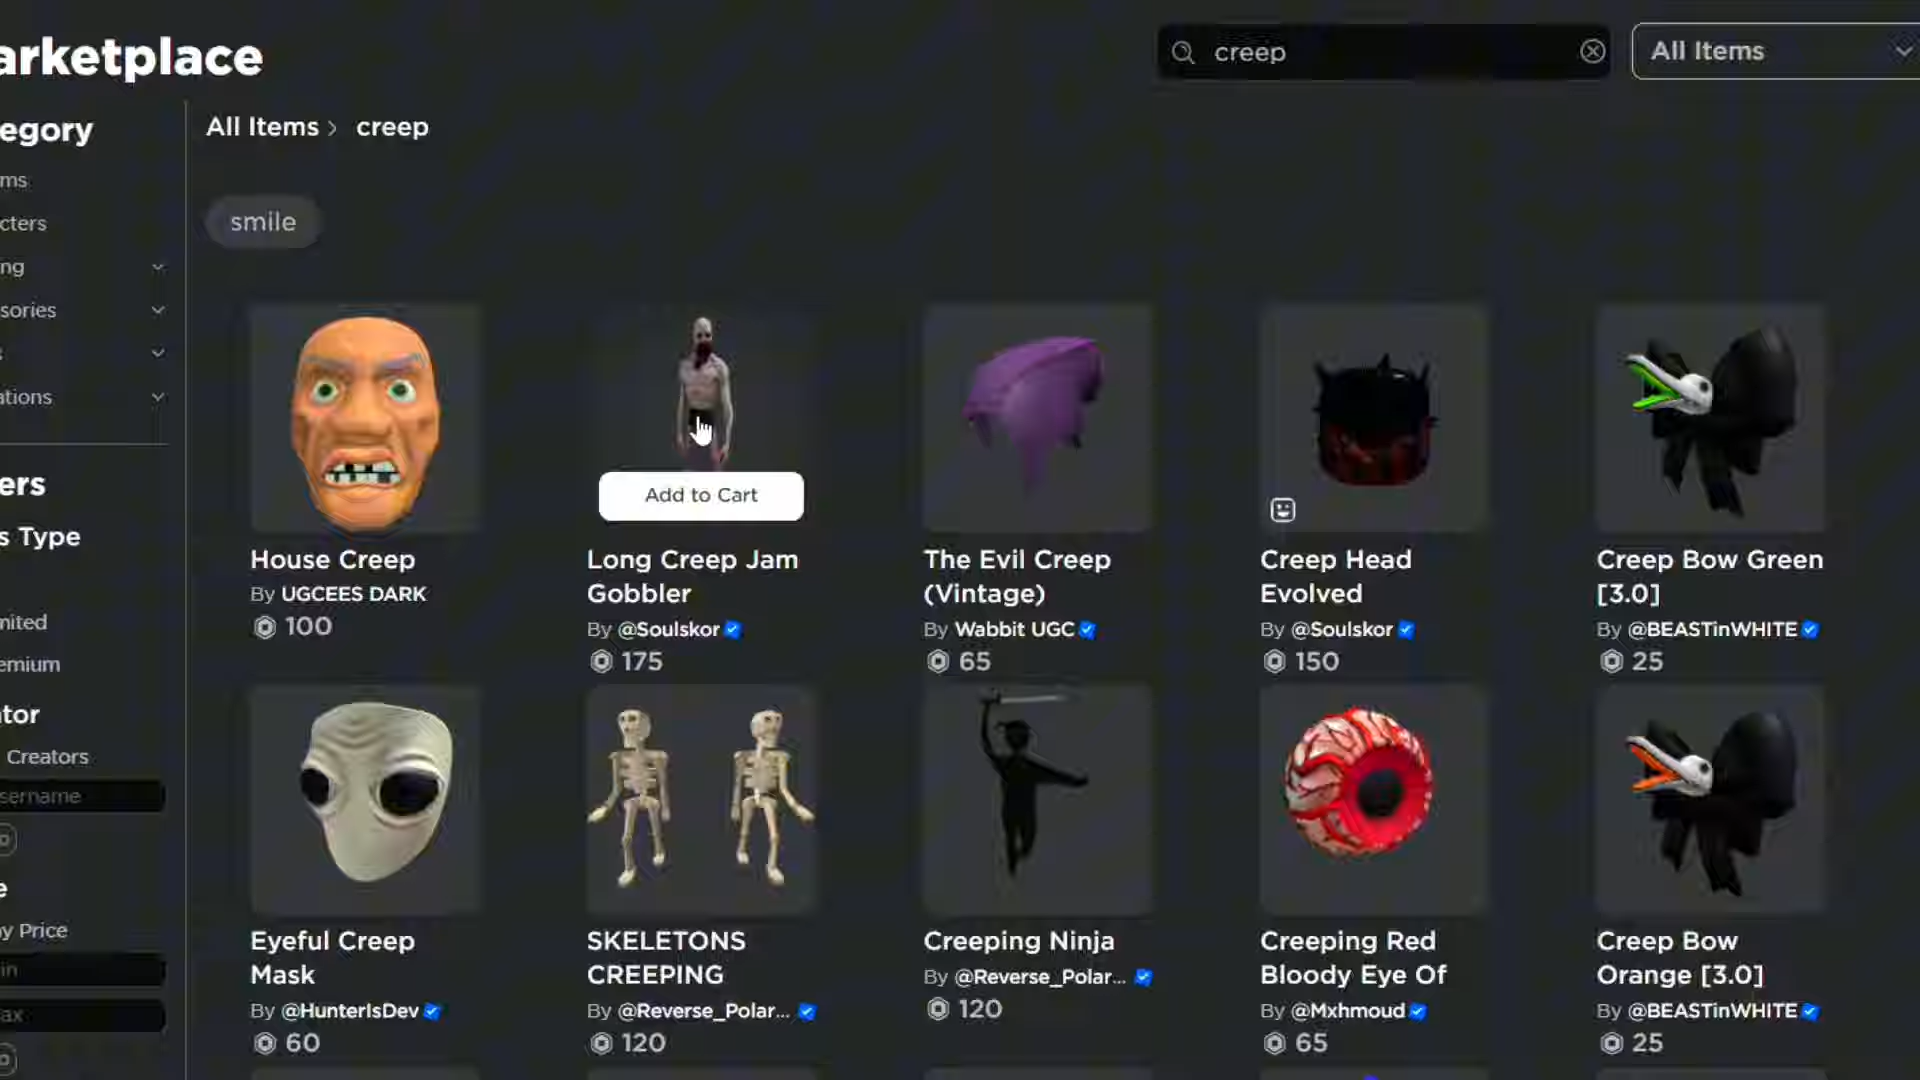 arketplace
creep
All Items
egory
All Items > creep
ms
cters
smile
ng
sories
s
ations
ers
s Type
Add to Cart
House Creep
By UGCEES DARK
100
Long Creep Jam
Gobbler
By @Soulskor
175
The Evil Creep
(Vintage)
By Wabbit UGC
65
Creep Head
Evolved
By @Soulskor
150
Creep Bow Green
[3.0]
By @BEASTinWHITE
25
mited
emium
tor
Creators
sername
o
e
y Price
in
ax
o
Eyeful Creep
Mask
By @HunterIsDev
60
SKELETONS
CREEPING
By @Reverse_Polar...
120
Creeping Ninja
By @Reverse_Polar...
120
Creeping Red
Bloody Eye Of
By @Mxhmoud
65
Creep Bow
Orange [3.0]
By @BEASTinWHITE
25